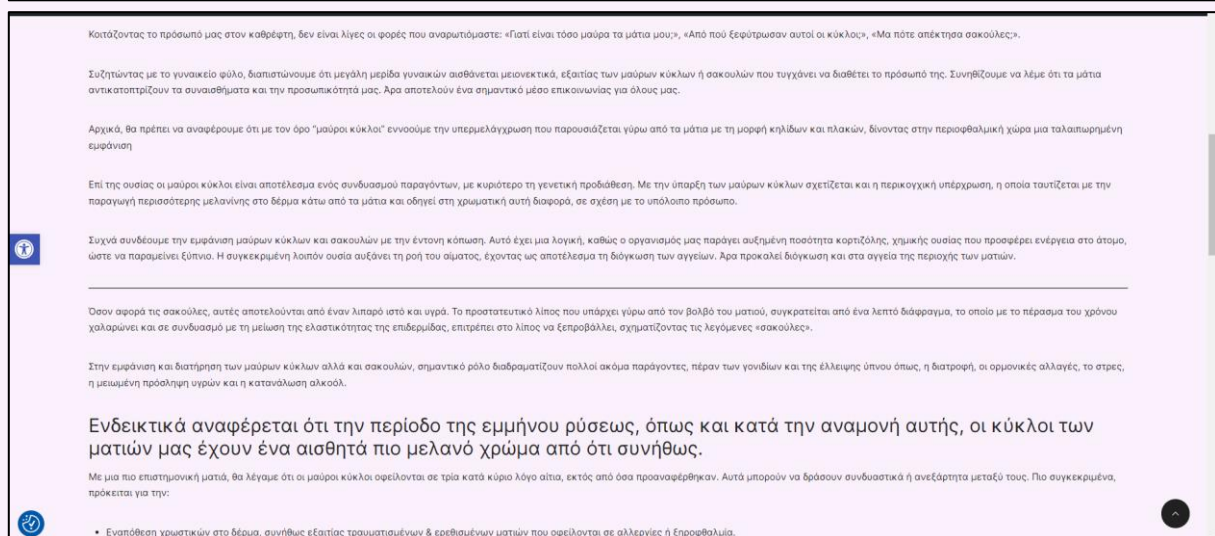 Κοιτάζοντας το πρόσωπό μας στον καθρέφτη, δεν είναι λίγες οι φορές που αναρωτιόμαστε: «Γιατί είναι τόσο μαύρα τα μάτια μου;», «Από πού ξεφύτρωσαν αυτοί οι κύκλοι;», «Μα πότε απέκτησα σακούλες;».
Συζητώντας με το γυναικείο φύλο, διαπιστώνουμε ότι μεγάλη μερίδα γυναικών αισθάνεται μειονεκτικά, εξαιτίας των μαύρων κύκλων ή σακουλών που τυγχάνει να διαθέτει το πρόσωπό της. Συνηθίζουμε να λέμε ότι τα μάτια
αντικατοπτρίζουν τα συναισθήματα και την προσωπικότητά μας. Άρα αποτελούν ένα σημαντικό μέσο επικοινωνίας για όλους μας.
Αρχικά, θα πρέπει να αναφέρουμε ότι με τον όρο "μαύροι κύκλοι" εννοούμε την υπερμελάγχρωση που παρουσιάζεται γύρω από τα μάτια με τη μορφή κηλίδων και πλακών, δίνοντας στην περιοφθαλμική χώρα μια ταλαιπωρημένη
εμφάνιση
Επί της ουσίας οι μαύροι κύκλοι είναι αποτέλεσμα ενός συνδυασμού παραγόντων, με κυριότερο τη γενετική προδιάθεση. Με την ύπαρξη των μαύρων κύκλων σχετίζεται και η περικογχική υπέρχρωση, η οποία ταυτίζεται με την
παραγωγή περισσότερης μελανίνης στο δέρμα κάτω από τα μάτια και οδηγεί στη χρωματική αυτή διαφορά, σε σχέση με το υπόλοιπο πρόσωπο.
Συχνά συνδέουμε την εμφάνιση μαύρων κύκλων και σακουλών με την έντονη κόπωση. Αυτό έχει μια λογική, καθώς ο οργανισμός μας παράγει αυξημένη ποσότητα κορτιζόλης, χημικής ουσίας που προσφέρει ενέργεια στο άτομο,
ώστε να παραμείνει ξύπνιο. Η συγκεκριμένη λοιπόν ουσία αυξάνει τη ροή του αίματος, έχοντας ως αποτέλεσμα τη διόγκωση των αγγείων. Άρα προκαλεί διόγκωση και στα αγγεία της περιοχής των ματιών.
Όσον αφορά τις σακούλες, αυτές αποτελούνται από έναν λιπαρό ιστό και υγρά. Το προστατευτικό λίπος που υπάρχει γύρω από τον βολβό του ματιού, συγκρατείται από ένα λεπτό διάφραγμα, το οποίο με το πέρασμα του χρόνου
χαλαρώνει και σε συνδυασμό με τη μείωση της ελαστικότητας της επιδερμίδας, επιτρέπει στο λίπος να ξεπροβάλλει, σχηματίζοντας τις λεγόμενες «σακούλες».
Στην εμφάνιση και διατήρηση των μαύρων κύκλων αλλά και σακουλών, σημαντικό ρόλο διαδραματίζουν πολλοί ακόμα παράγοντες, πέραν των γονιδίων και της έλλειψης ύπνου όπως, η διατροφή, οι ορμονικές αλλαγές, το στρες,
η μειωμένη πρόσληψη υγρών και η κατανάλωση αλκοόλ.
Ενδεικτικά αναφέρεται ότι την περίοδο της εμμήνου ρύσεως, όπως και κατά την αναμονή αυτής, οι κύκλοι των
ματιών μας έχουν ένα αισθητά πιο μελανό χρώμα από ότι συνήθως.
Με μια πιο επιστημονική ματιά, θα λέγαμε ότι οι μαύροι κύκλοι οφείλονται σε τρία κατά κύριο λόγο αίτια, εκτός από όσα προαναφέρθηκαν. Αυτά μπορούν να δράσουν συνδυαστικά ή ανεξάρτητα μεταξύ τους. Πιο συγκεκριμένα,
πρόκειται για την:
• Εναπόθεση χρωστικών στο δέρμα, συνήθως εξαιτίας τραυματισμένων & ερεθισμένων ματιών που οφείλονται σε αλλεργίες ή ξηροφθαλμία.